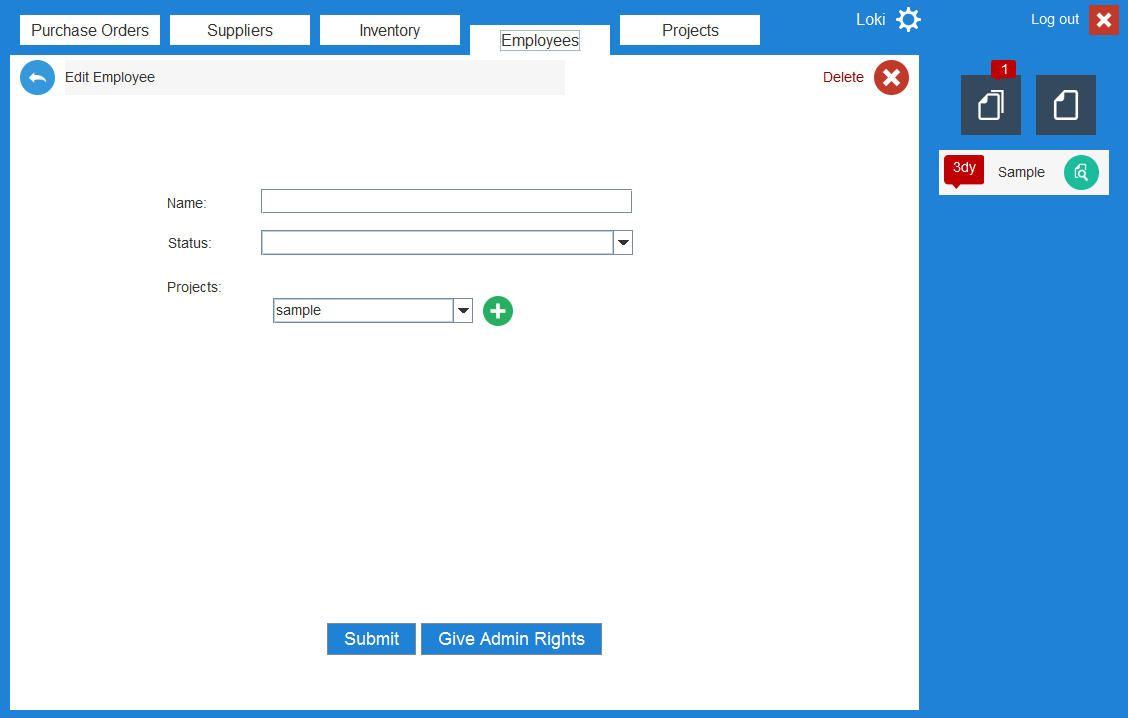 Purchase Orders
Suppliers
Inventory
Employees
Projects
Loki
Log out
Edit Employee
Delete
1
3dy
Sample
Name:
Status:
Projects:
sample
Submit
Give Admin Rights